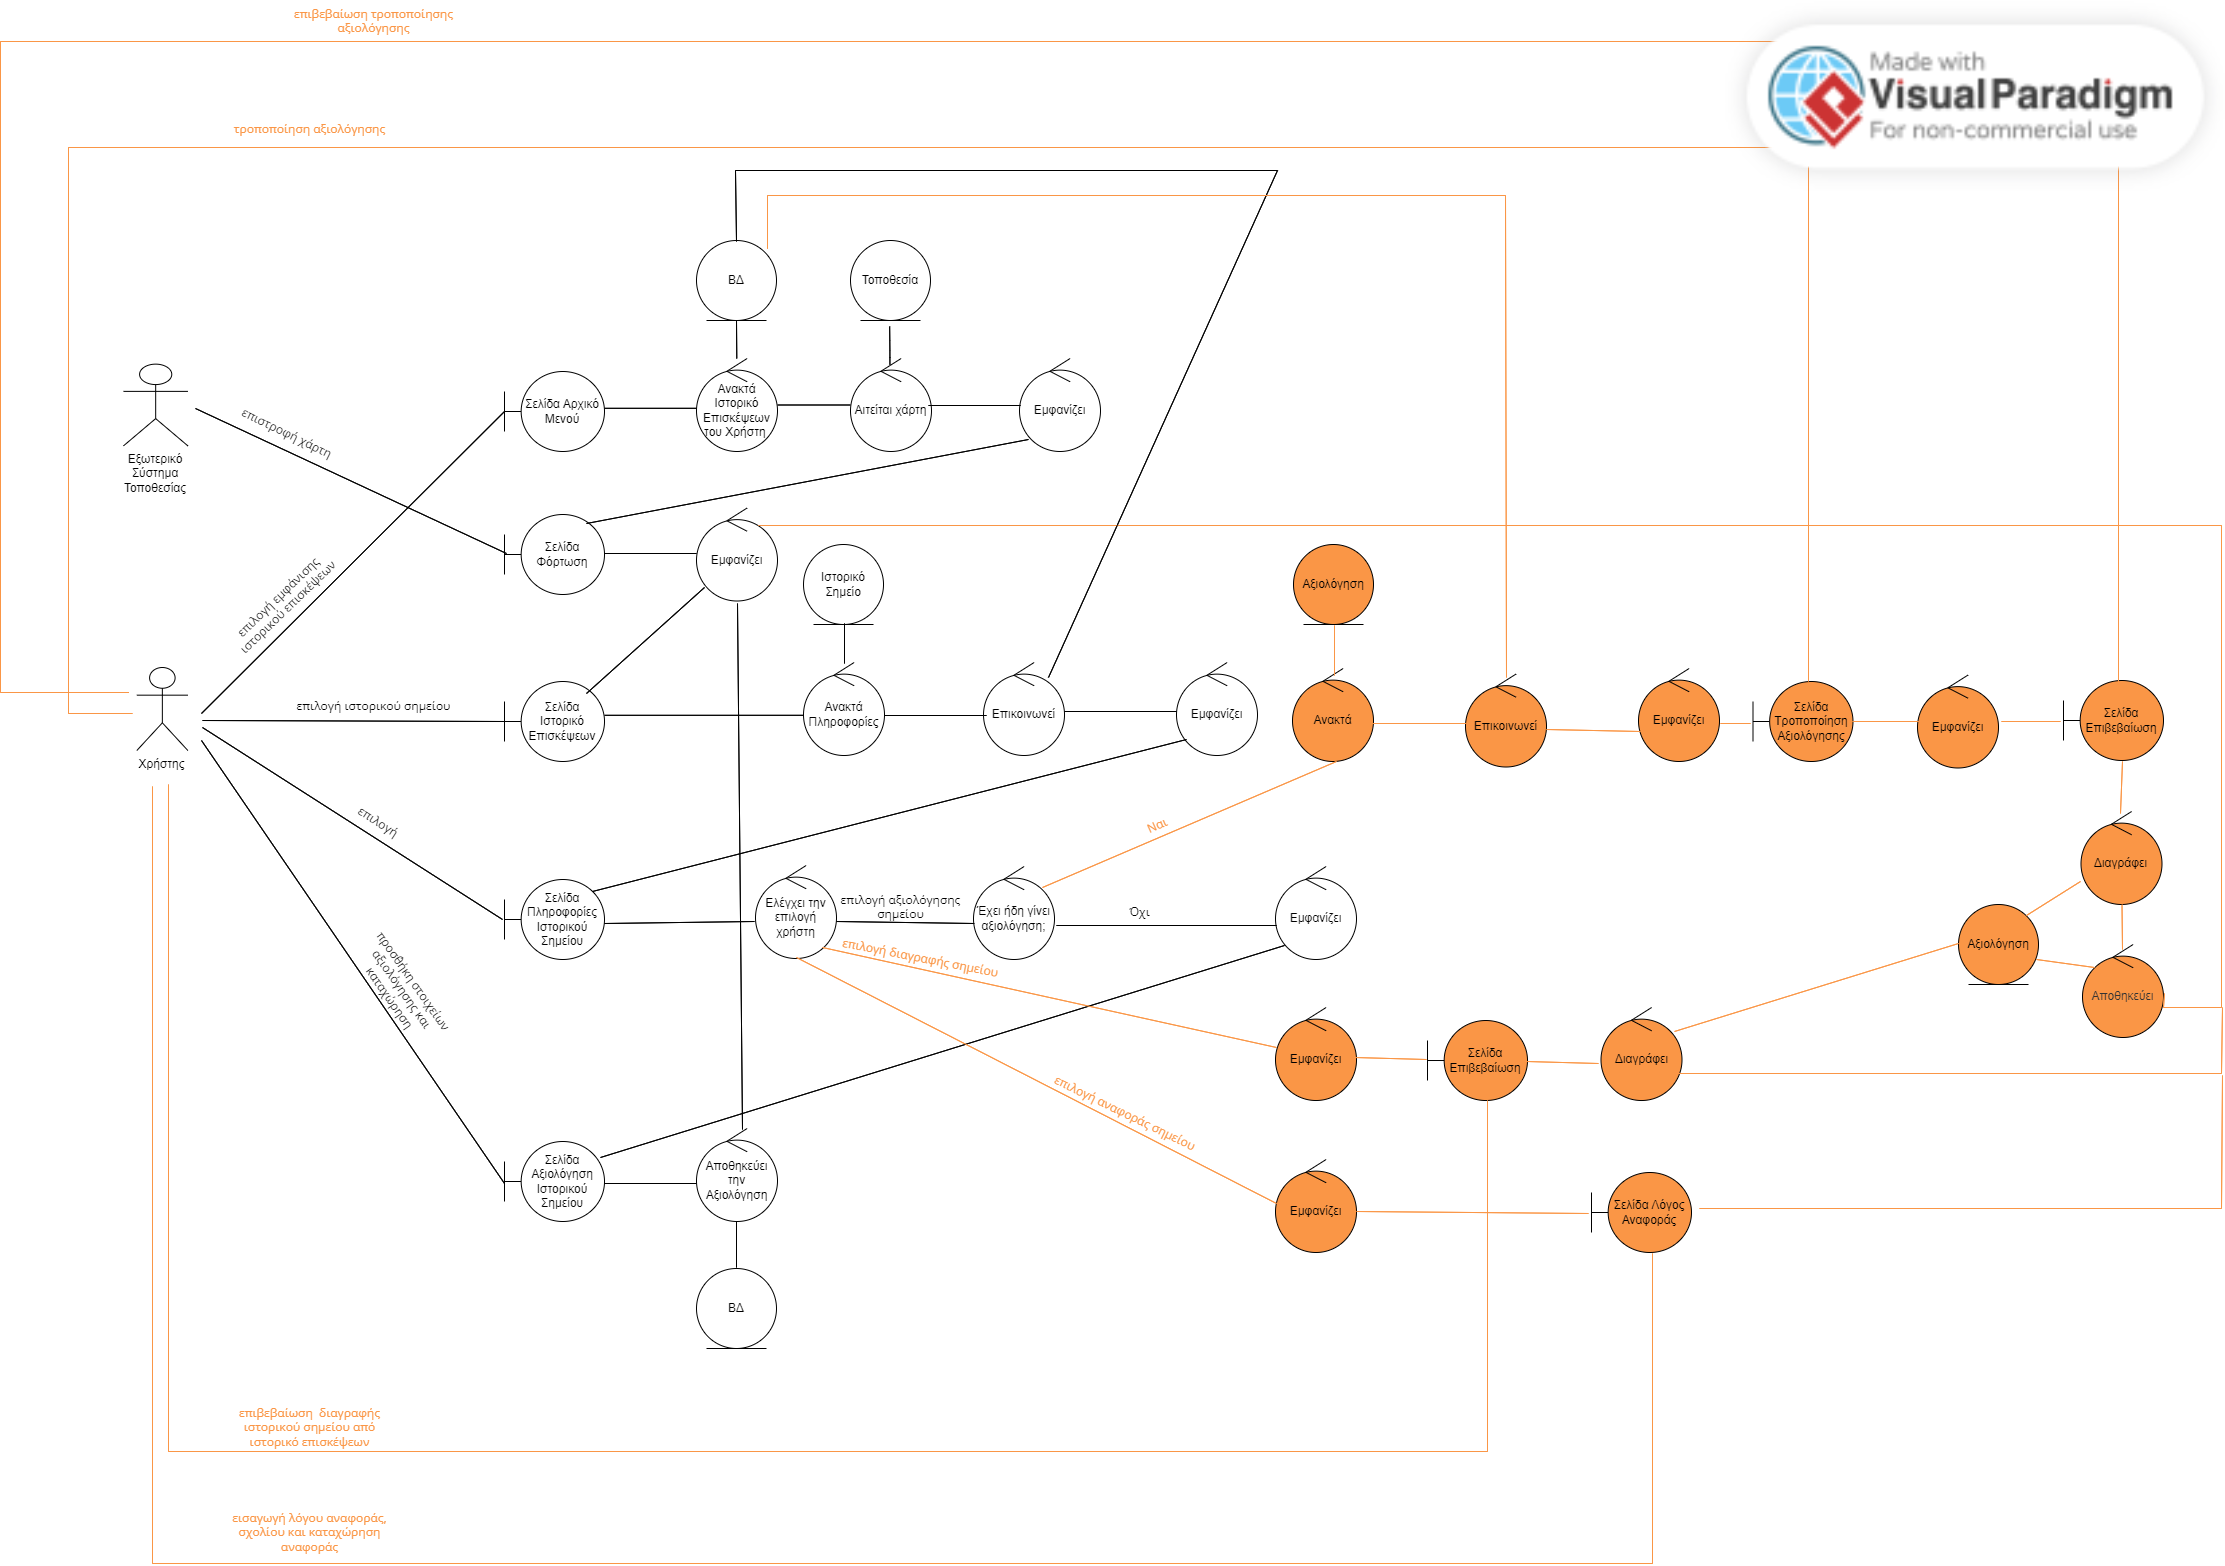 επιβεβαίωση τροποποίησης
αξιολόγησης
Made with
Visual Paradigm
For non-commercial use
τροποποίηση αξιολόγησης
ΒΔ
Τοποθεσία
Εξωτερικό
Σύστημα
Τοποθεσίας
επιστροφή χάρτη
Σελίδα Αρχικό
Μενού
Ανακτά
Ιστορικό
Επισκέψεων
του Χρήστη
Αιτείται χάρτη
Εμφανίζει
επιλογή εμφάνισης
ιστορικού επισκέψεων
Σελίδα
Φόρτωση
Εμφανίζει
Ιστορικό
Σημείο
Αξιολόγηση
Χρήστης
επιλογή ιστορικού σημείου
Σελίδα
Ιστορικό
Επισκέψεων
Ανακτά
Πληροφορίες
Επικοινωνεί
Εμφανίζει
Ανακτά
Επικοινωνεί
Εμφανίζει
Σελίδα
Τροποποίηση
Αξιολόγησης
Εμφανίζει
Σελίδα
Επιβεβαίωση
επιλογή
Ναι
Διαγράφει
Σελίδα
Πληροφορίες
Ιστορικού
Σημείου
Ελέγχει την
επιλογή
χρήστη
επιλογή αξιολόγησης
σημείου
Έχει ήδη γίνει
αξιολόγηση;
Όχι
Εμφανίζει
επιλογή διαγραφής σημείου
Αξιολόγηση
Αποθηκεύει
προσθήκη στοιχείων
αξιολόγησης και
καταχώρηση
Εμφανίζει
Σελίδα
Επιβεβαίωση
Διαγράφει
επιλογή αναφοράς σημείου
Σελίδα
Αξιολόγηση
Ιστορικού
Σημείου
Αποθηκεύει
την
Αξιολόγηση
Εμφανίζει
Σελίδα Λόγος
Αναφοράς
ΒΔ
επιβεβαίωση  διαγραφής
ιστορικού σημείου από
ιστορικό επισκέψεων
εισαγωγή λόγου αναφοράς,
σχολίου και καταχώρηση
αναφοράς